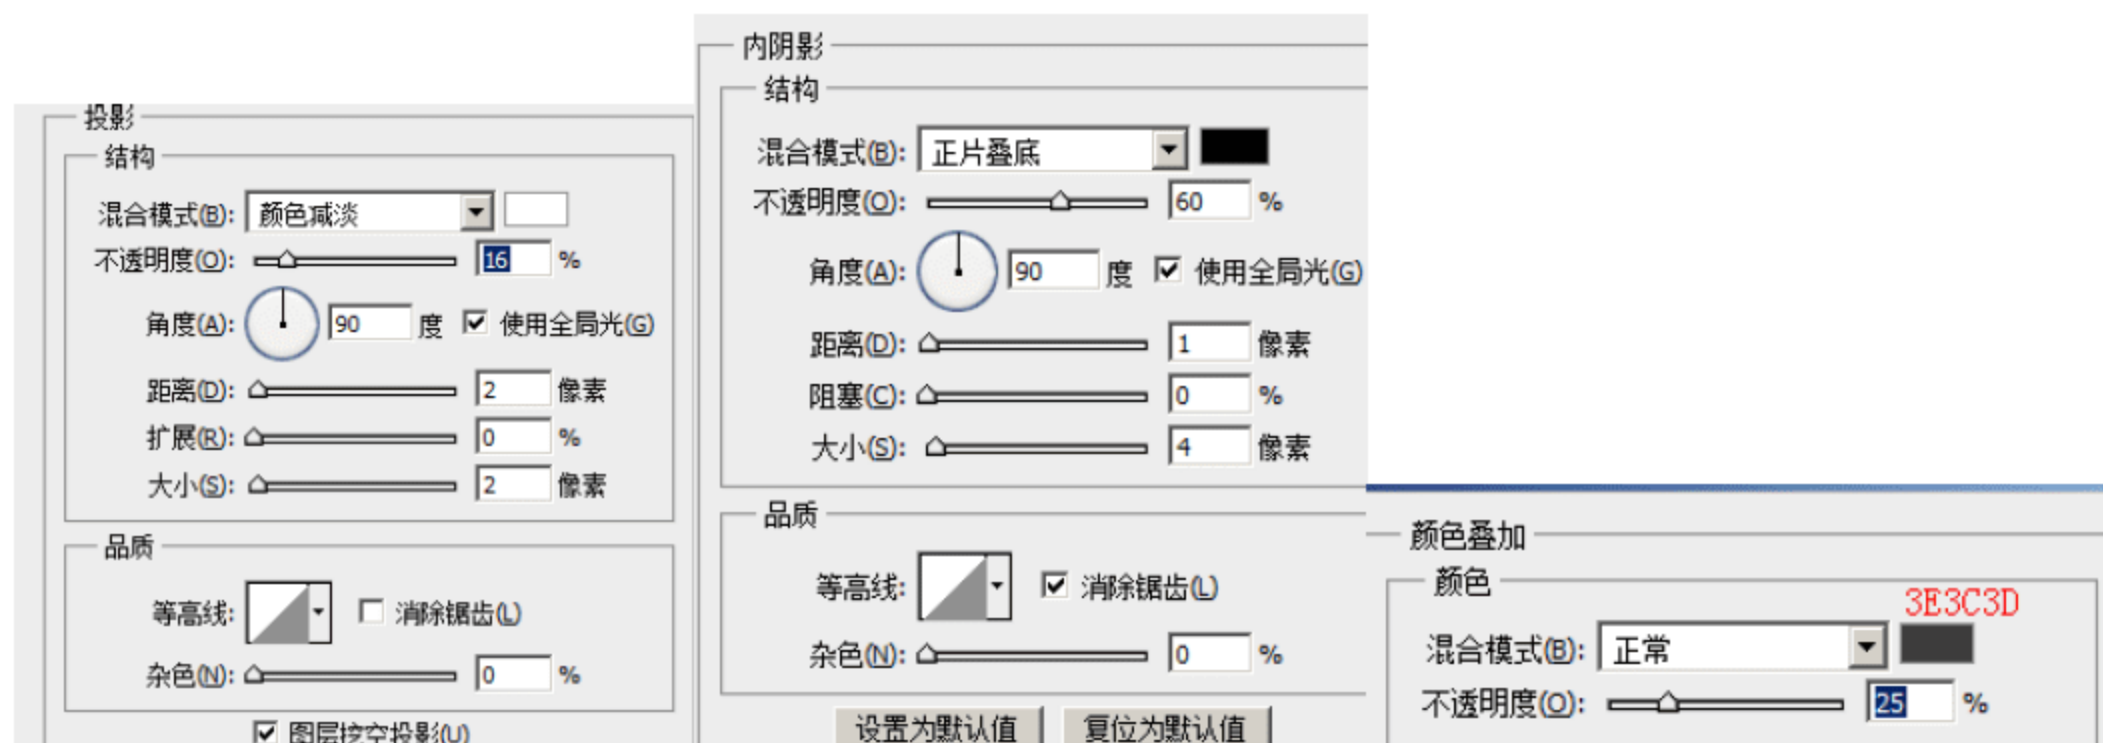 投影
结构
混合模式(B): 颜色减淡
不透明度(O): 16 %
角度(A): 90 度 使用全局光(G)
距离(D): 2 像素
扩展(R): 0 %
大小(S): 2 像素
品质
等高线: 消除锯齿(L)
杂色(N): 0 %
图层挖空投影(U)
内阴影
结构
混合模式(B): 正片叠底
不透明度(O): 60 %
角度(A): 90 度 使用全局光(G)
距离(D): 1 像素
阻塞(C): 0 %
大小(S): 4 像素
品质
等高线: 消除锯齿(L)
杂色(N): 0 %
设置为默认值 复位为默认值
颜色叠加
颜色
3E3C3D
混合模式(B): 正常
不透明度(O): 25 %